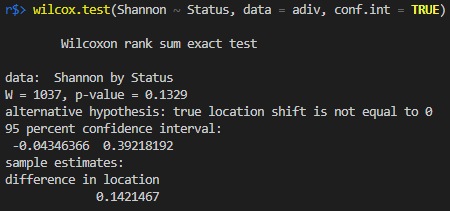 r$> wilcox.test(Shannon ~ Status, data = adiv, conf.int = TRUE)
Wilcoxon rank sum exact test
data:  Shannon by Status
W = 1037, p-value = 0.1329
alternative hypothesis: true location shift is not equal to 0
95 percent confidence interval:
-0.04346366  0.39218192
sample estimates:
difference in location
0.1421467